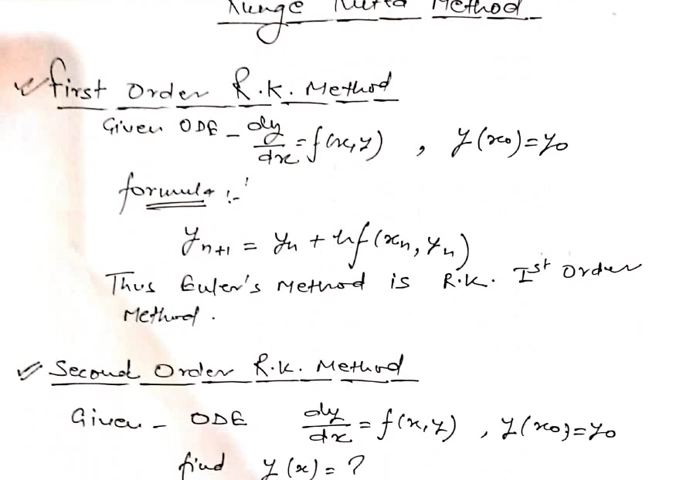 Runge Kutta Method
First Order R.K. Method
Given ODE - dy/dx = f(x,y) , y(x0)=y0
formula :-
yn+1 = yn + hf(xn, yn)
Thus Euler's Method is R.K. Ist Order
Method.
Second Order R.K. Method
Given - ODE dy/dx = f(x,y) , y(x0)=y0
find y(x) = ?